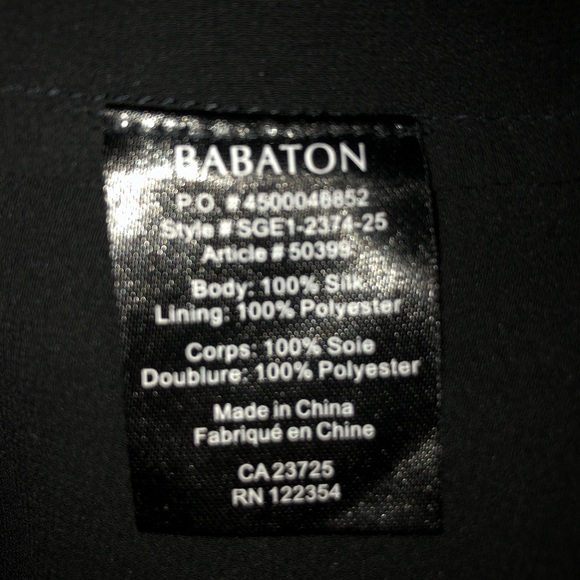 BABATON
P.O. # 4500046852
Style # SGE1-2374-25
Article # 50399
Body: 100% Silk
Lining: 100% Polyester
Corps: 100% Soie
Doublure: 100% Polyester
Made in China
Fabriqué en Chine
CA 23725
RN 122354